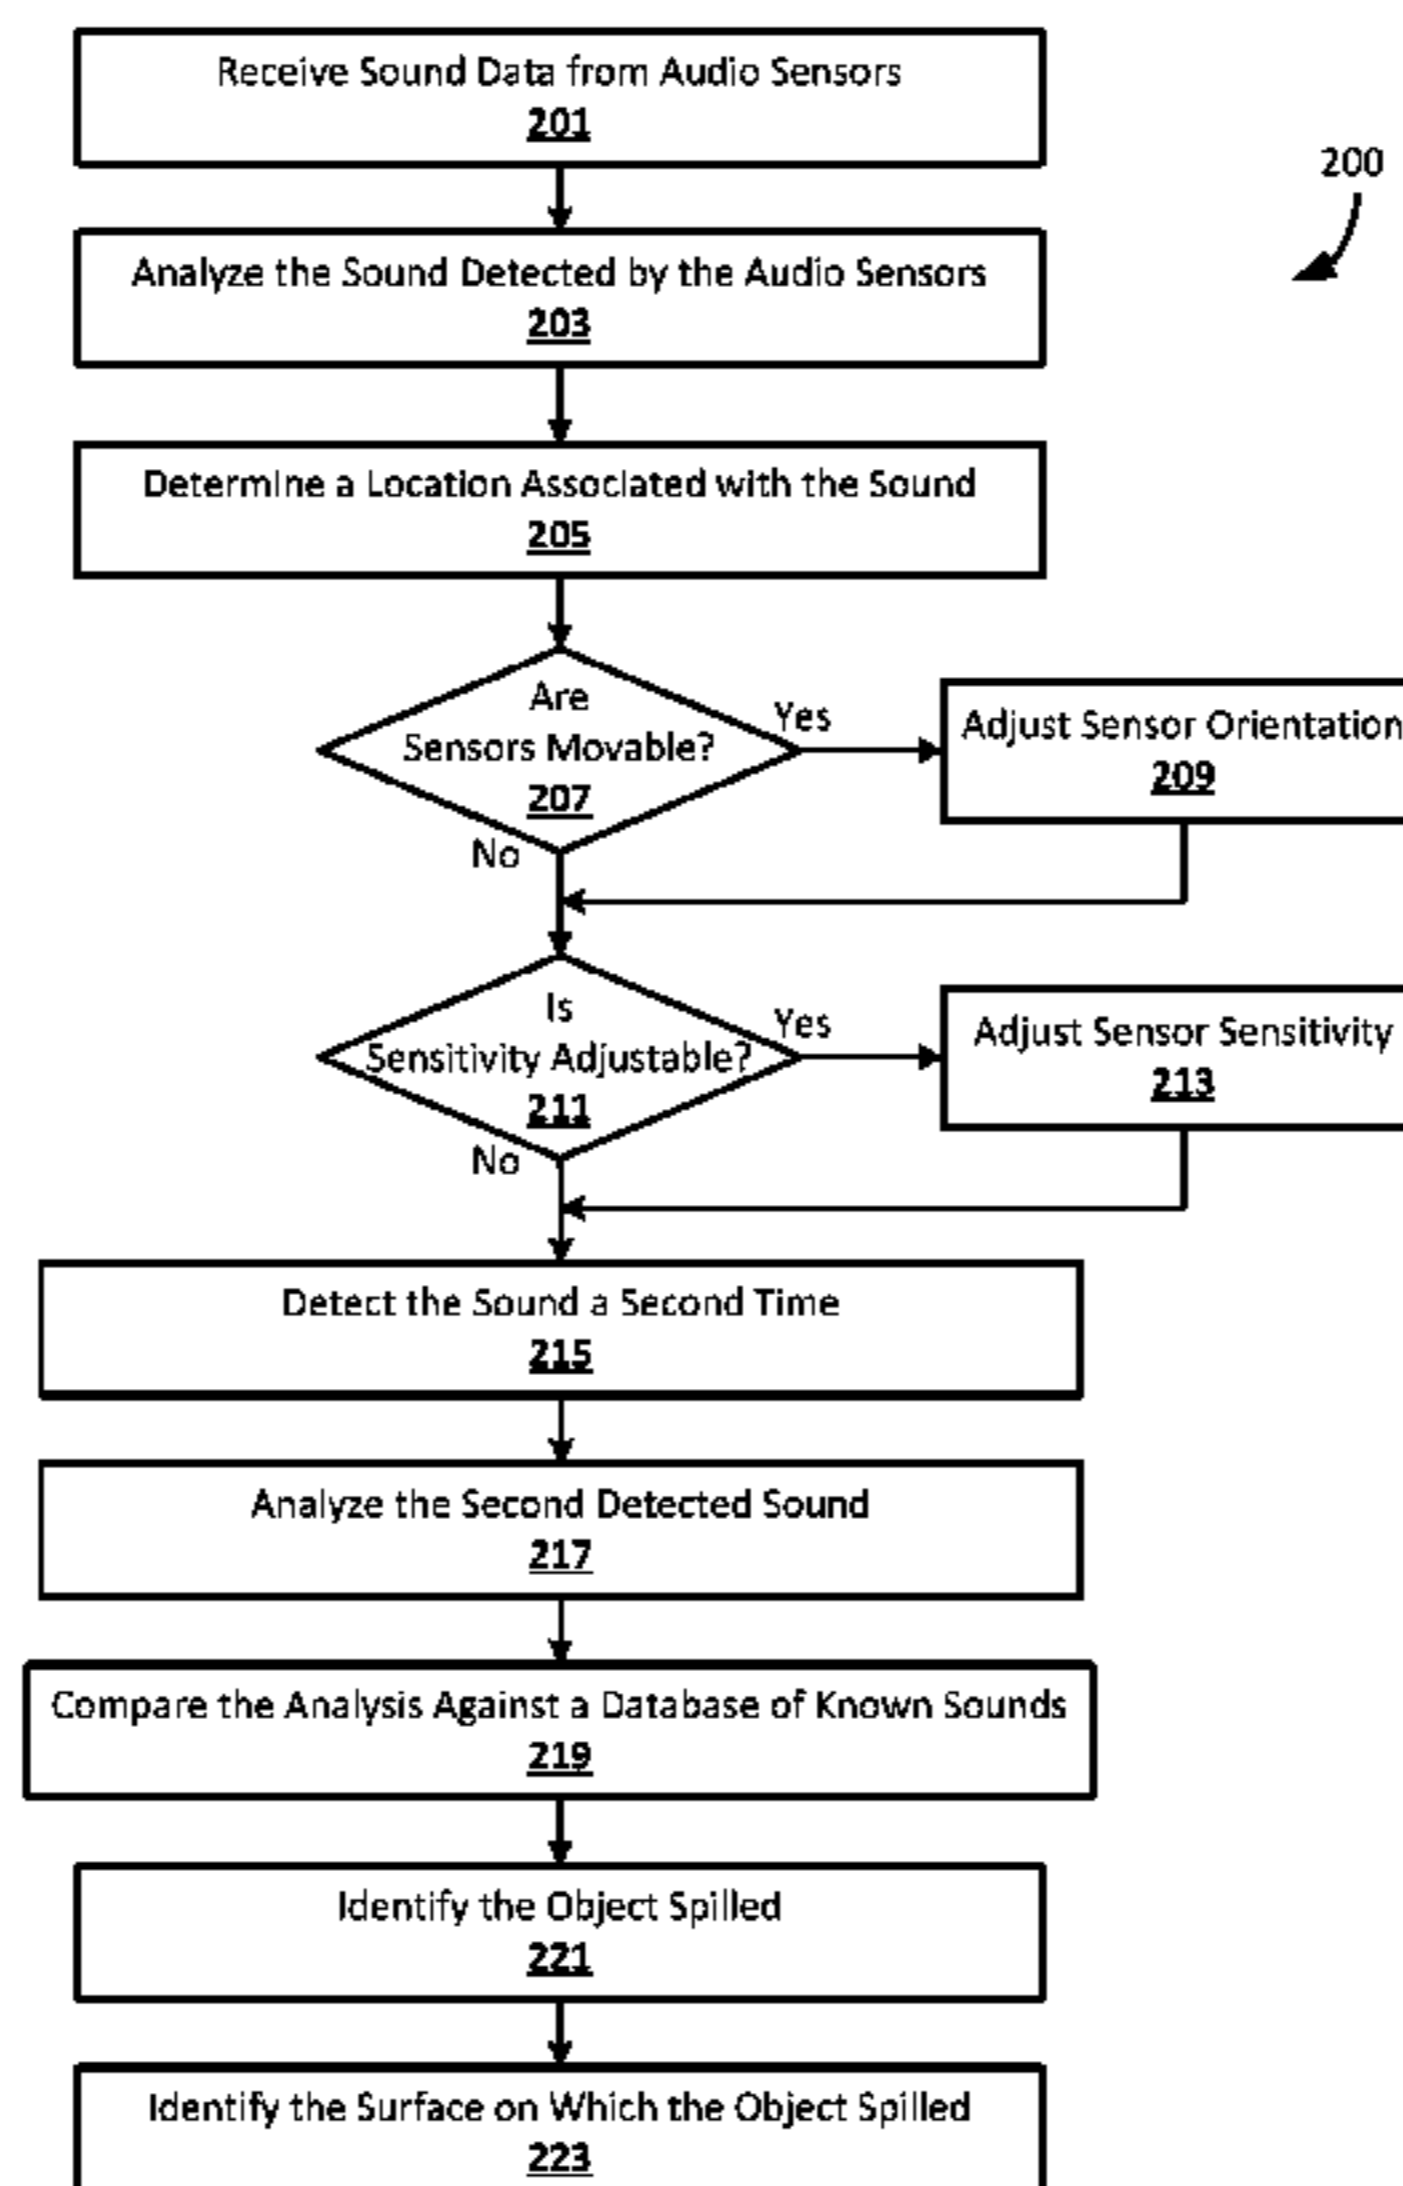 Receive Sound Data from Audio Sensors
201
200
Analyze the Sound Detected by the Audio Sensors
203
Determine a Location Associated with the Sound
205
Are
Sensors Movable?
207
Yes
No
Adjust Sensor Orientation
209
Is
Sensitivity Adjustable?
211
Yes
No
Adjust Sensor Sensitivity
213
Detect the Sound a Second Time
215
Analyze the Second Detected Sound
217
Compare the Analysis Against a Database of Known Sounds
219
Identify the Object Spilled
221
Identify the Surface on Which the Object Spilled
223